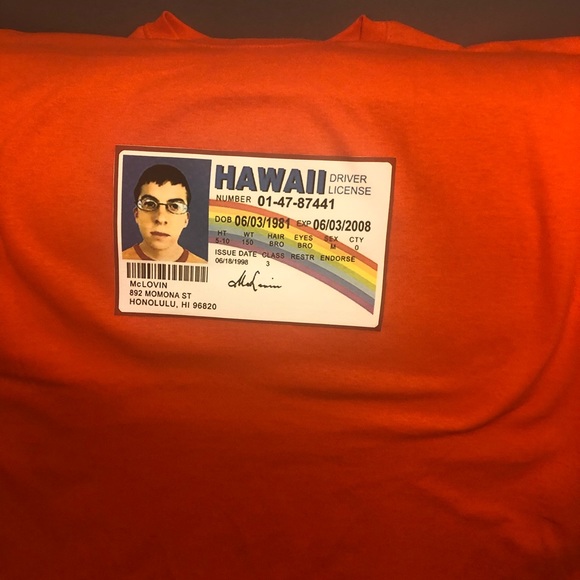 HAWAII DRIVER LICENSE
NUMBER 01-47-87441
DOB 06/03/1981 EXP 06/03/2008
HT WT HAIR EYES SEX CTY
5-10 150 BRO BRO M 0
ISSUE DATE CLASS RESTR ENDORSE
06/18/1998 3
McLovin
McLOVIN
892 MOMONA ST
HONOLULU, HI 96820